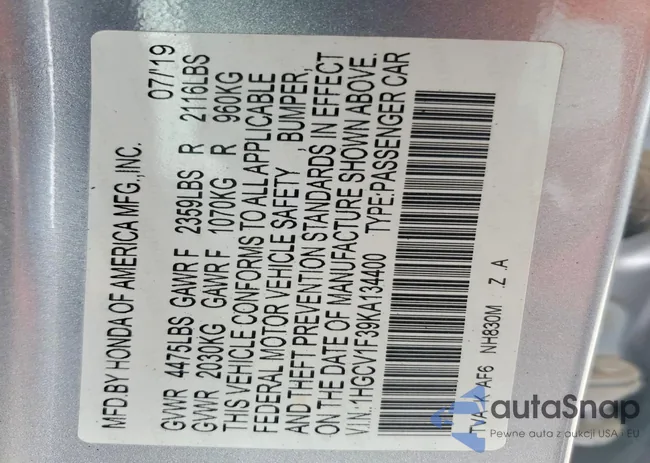 MFD.BY HONDA OF AMERICA MFG.,INC. 07/'19
GVWR 4475LBS GAWR F 2359LBS R 2116LBS
GVWR 2030KG GAWR F 1070KG R 960KG
THIS VEHICLE CONFORMS TO ALL APPLICABLE
FEDERAL MOTOR VEHICLE SAFETY , BUMPER,
AND THEFT PREVENTION STANDARDS IN EFFECT
ON THE DATE OF MANUFACTURE SHOWN ABOVE.
V.I.N.: 1HGCV1F39KA134400 TYPE:PASSENGER CAR
TVA K AF6 NH830M Z .A
autaSnap
Pewne auta z aukcji USA - EU